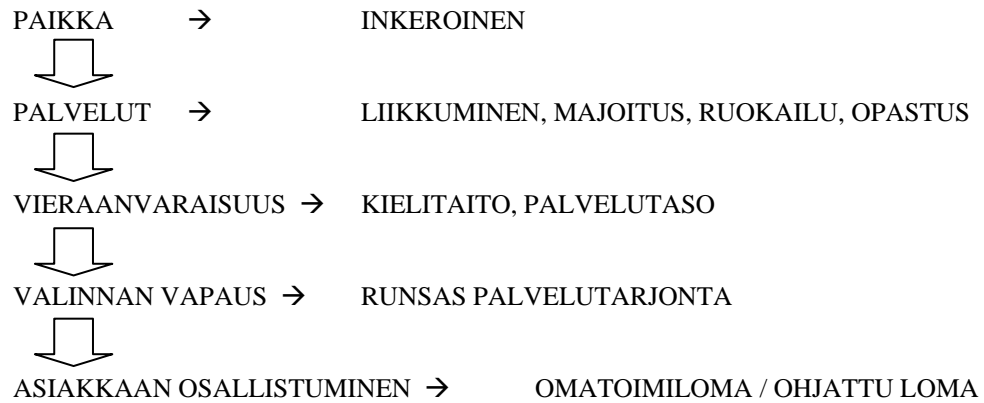 PAIKKA → INKEROINEN
PALVELUT → LIIKKUMINEN, MAJOITUS, RUOKAILU, OPASTUS
VIERAANVARAISUUS → KIELITAITO, PALVELUTASO
VALINNAN VAPAUS → RUNSAS PALVELUTARJONTA
ASIAKKAAN OSALLISTUMINEN → OMATOIMILOMA / OHJATTU LOMA